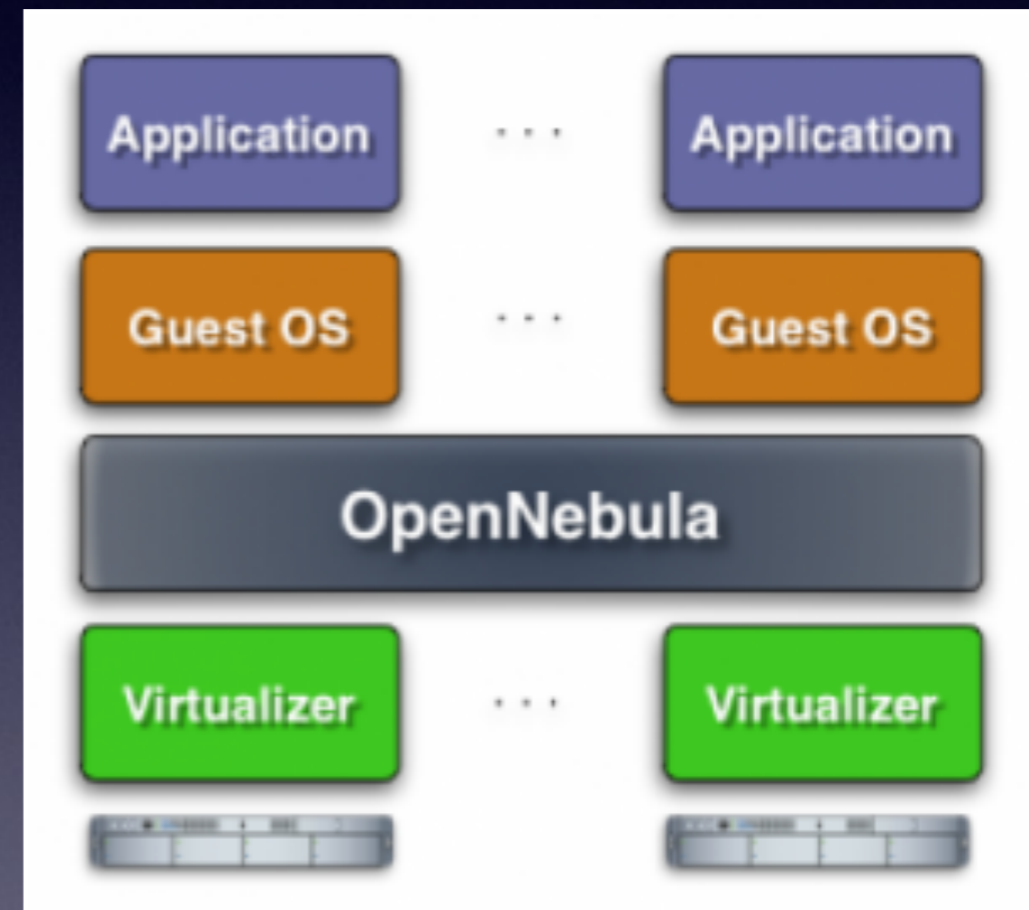 Application ... Application
Guest OS ... Guest OS
OpenNebula
Virtualizer ... Virtualizer